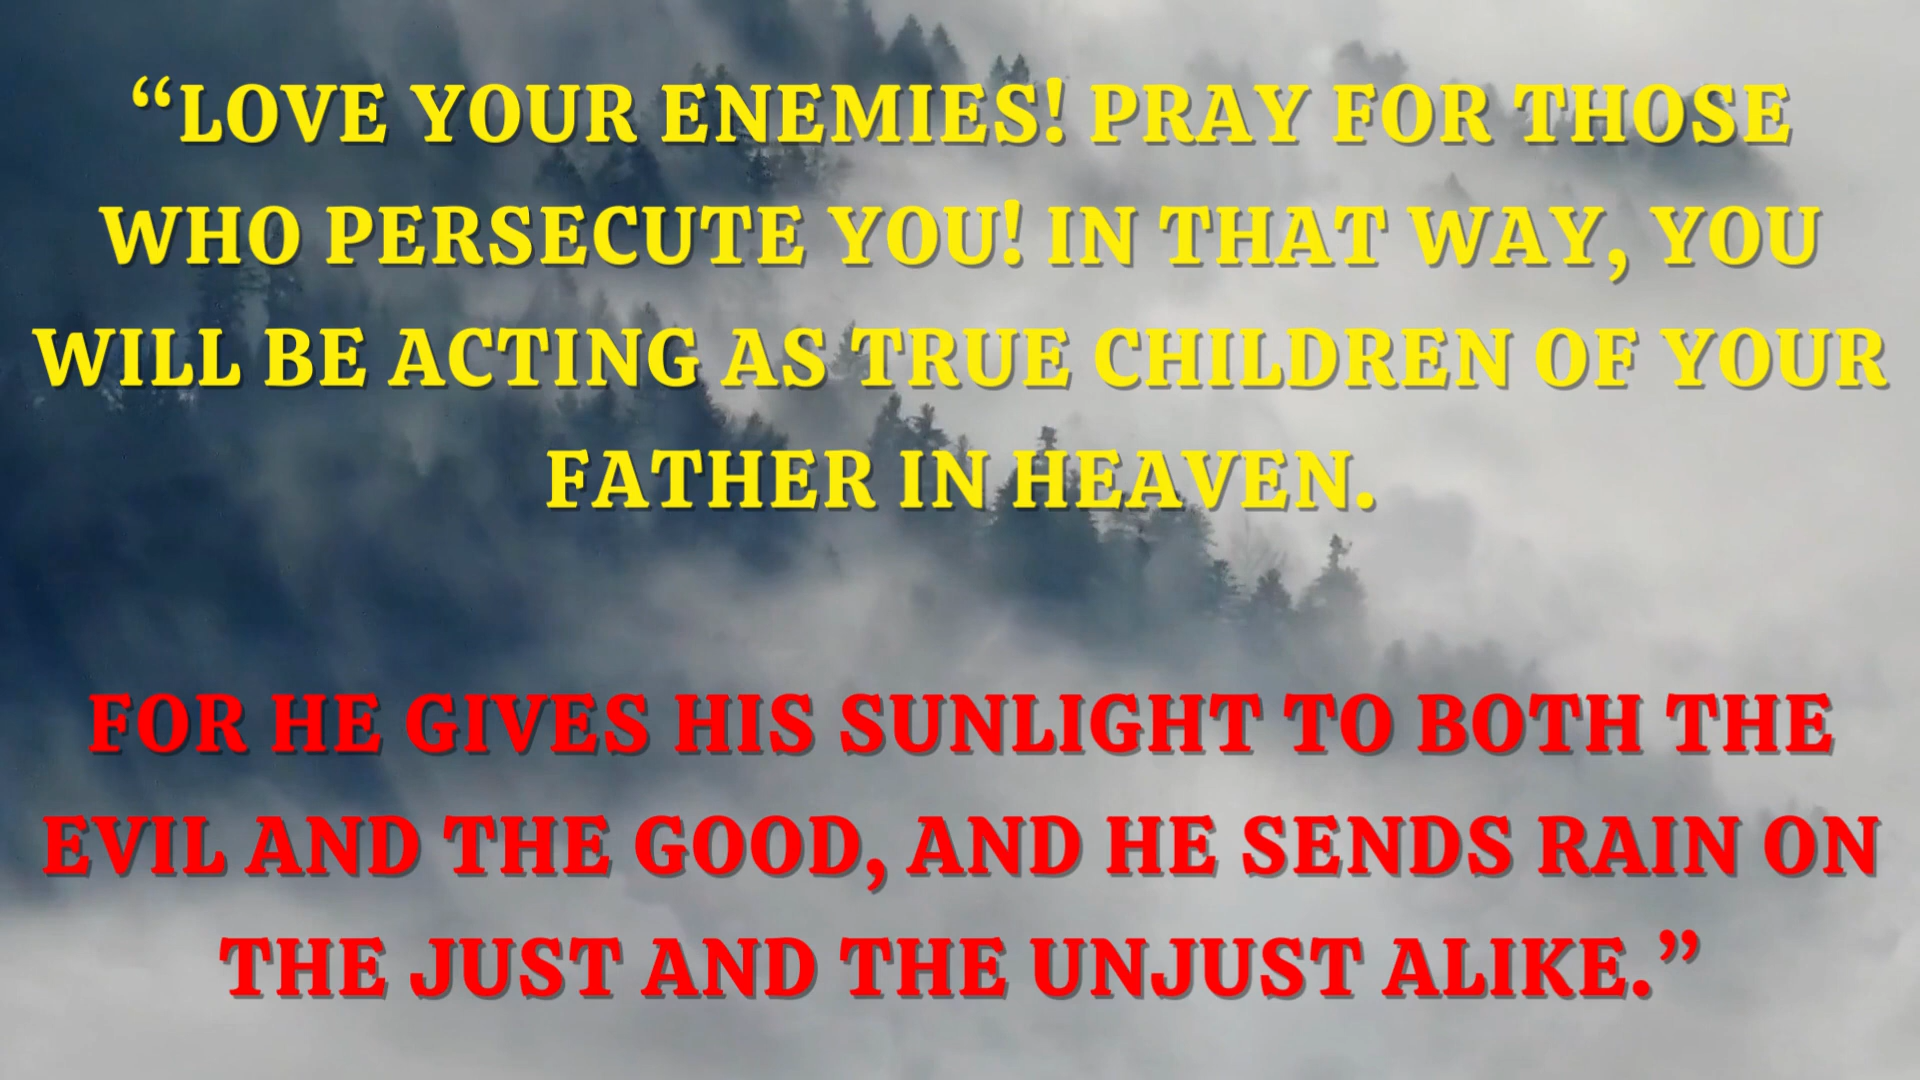 “LOVE YOUR ENEMIES! PRAY FOR THOSE
WHO PERSECUTE YOU! IN THAT WAY, YOU
WILL BE ACTING AS TRUE CHILDREN OF YOUR
FATHER IN HEAVEN.
FOR HE GIVES HIS SUNLIGHT TO BOTH THE
EVIL AND THE GOOD, AND HE SENDS RAIN ON
THE JUST AND THE UNJUST ALIKE.”